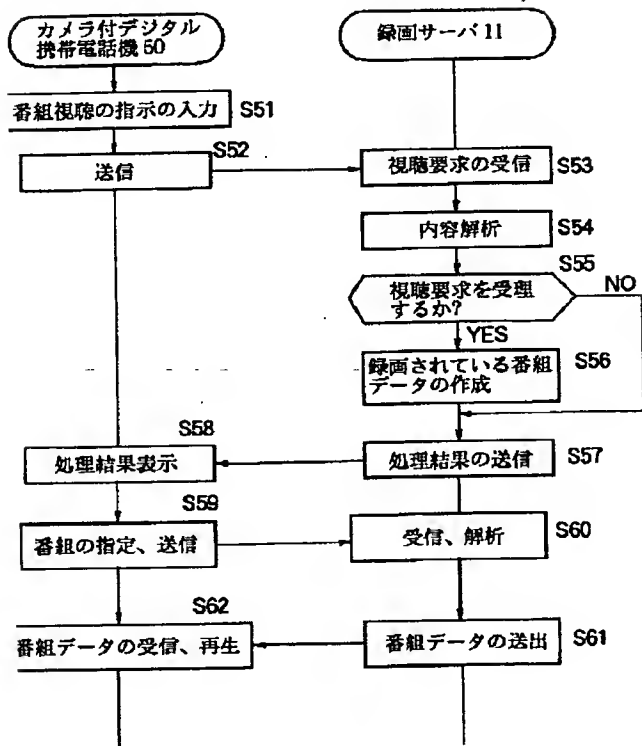 カメラ付デジタル
携帯電話機50
録画サーバ11
番組視聴の指示の入力
S51
送信
S52
視聴要求の受信
S53
内容解析
S54
S55
視聴要求を受理
するか?
NO
YES
録画されている番組
データの作成
S56
処理結果の送信
S57
S58
処理結果表示
S59
番組の指定、送信
受信、解析
S60
番組データの送出
S61
S62
番組データの受信、再生